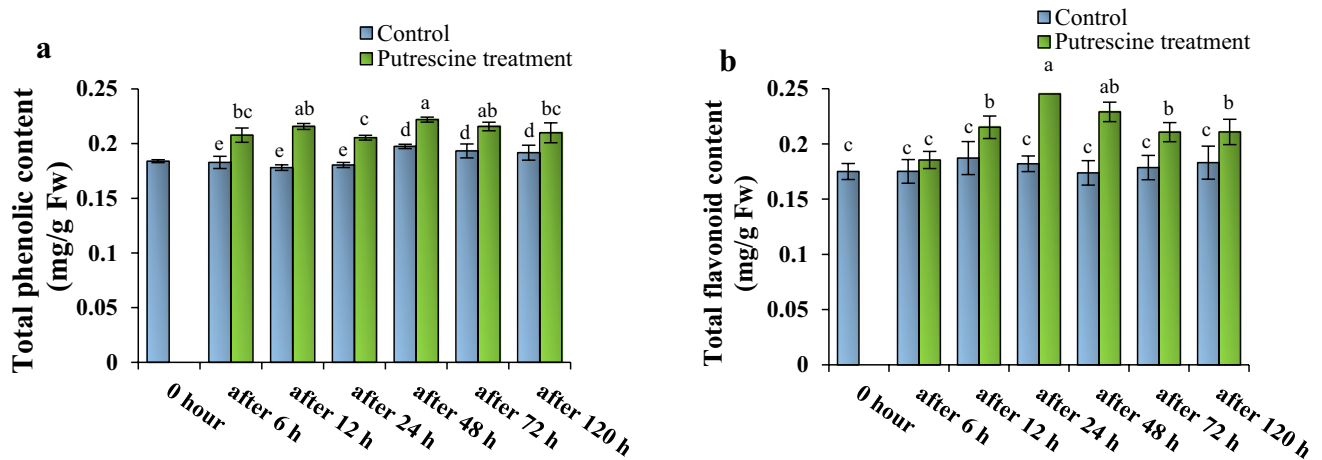 a
Control
Putrescine treatment
Total phenolic content
(mg/g Fw)
0.25
0.2
0.15
0.1
0.05
0
e bc e ab c d a d ab d bc
0 hour
after 6 h
after 12 h
after 24 h
after 48 h
after 72 h
after 120 h
b
Control
Putrescine treatment
Total flavonoid content
(mg/g Fw)
0.25
0.2
0.15
0.1
0.05
0
c c c c b c a c ab c b c b
0 hour
after 6 h
after 12 h
after 24 h
after 48 h
after 72 h
after 120 h